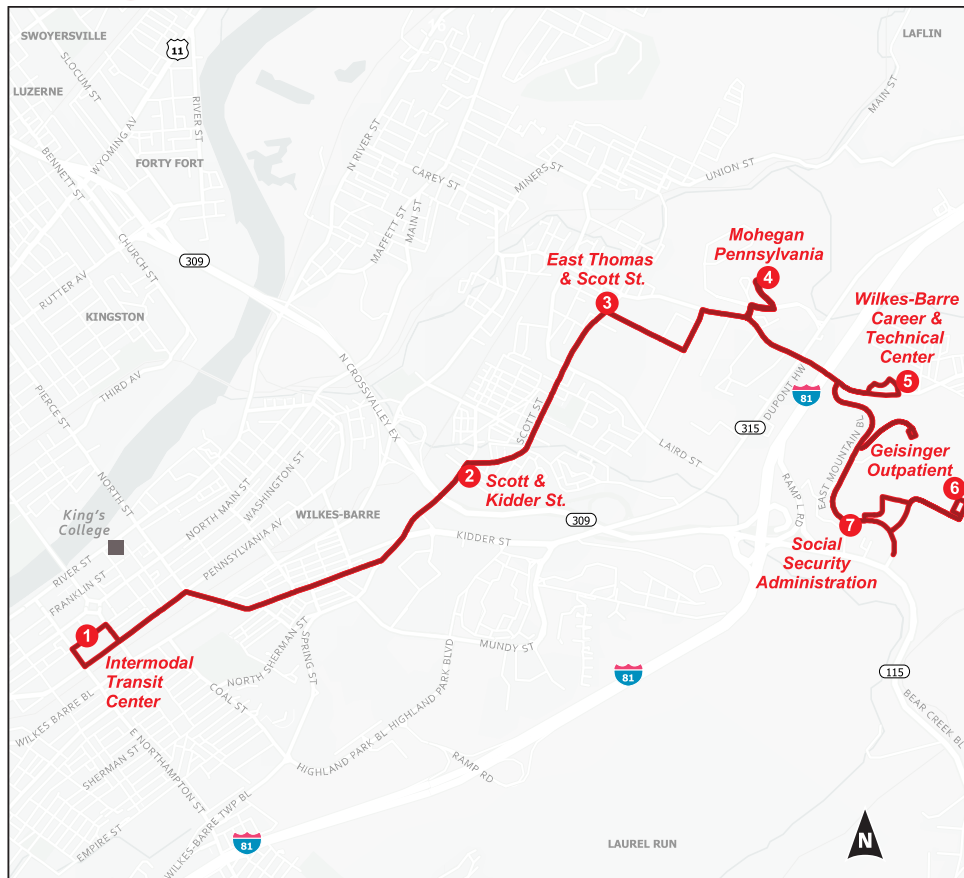 SWOYERSVILLE
LAFLIN
11
SLOCUM ST
LUZERNE
WYOMING AV
RIVER ST
MAIN ST
N RIVER ST
BENNETT ST
FORTY FORT
MINERS ST
UNION ST
CAREY ST
MAFFETT ST
MAIN ST
CHURCH ST
309
Mohegan
Pennsylvania
4
East Thomas
& Scott St.
3
RUTTER AV
KINGSTON
Wilkes-Barre
Career &
Technical
Center
5
THIRD AV
N CROSSVALLEY EX
DUPONT HW
81
PIERCE ST
SCOTT ST
315
LAIRD ST
EAST MOUNTAIN BL
Geisinger
Outpatient
6
2
Scott &
Kidder St.
NORTH ST
NORTH MAIN ST
WASHINGTON ST
RAMP L RD
King's
College
WILKES-BARRE
309
KIDDER ST
7
Social
Security
Administration
PENNSYLVANIA AV
RIVER ST
FRANKLIN ST
1
Intermodal
Transit
Center
NORTH SHERMAN ST
SPRING ST
MUNDY ST
HIGHLAND PARK BLVD
81
115
COAL ST
WILKES BARRE BL
BEAR CREEK BL
HIGHLAND PARK BL
SHERMAN ST
E NORTHAMPTON ST
RAMP RD
WILKES-BARRE TWP BL
EMPIRE ST
81
LAUREL RUN
N